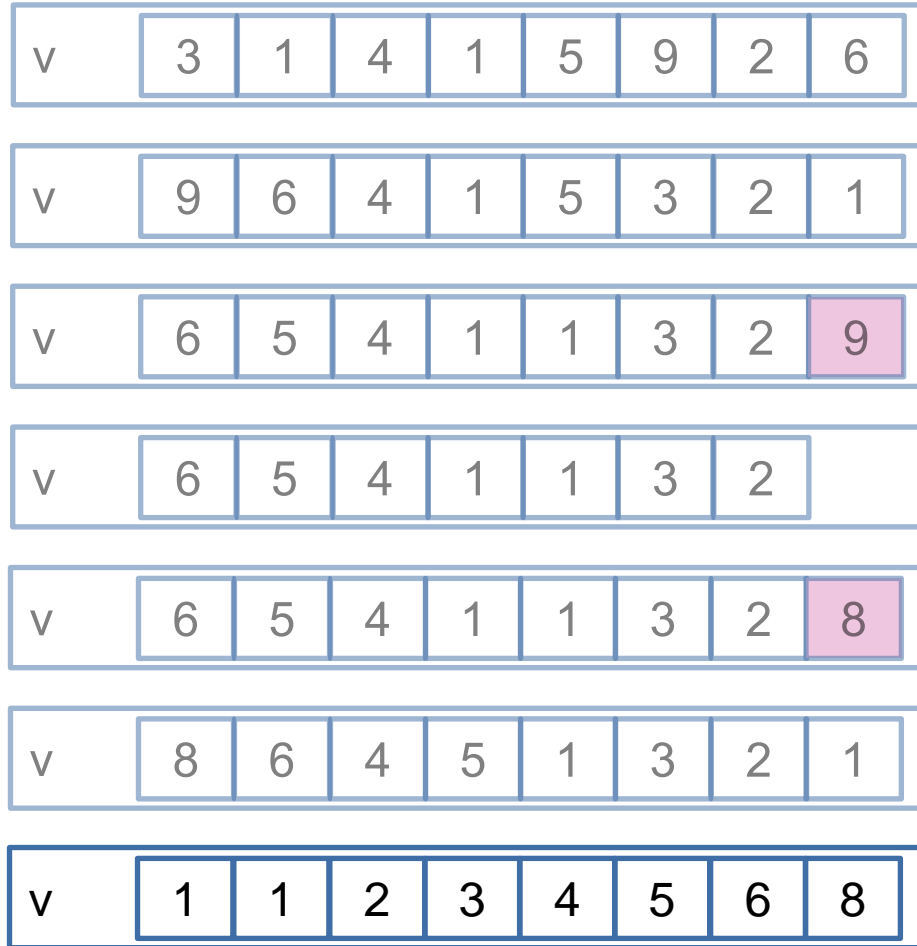 v 3 1 4 1 5 9 2 6
v 9 6 4 1 5 3 2 1
v 6 5 4 1 1 3 2 9
v 6 5 4 1 1 3 2
v 6 5 4 1 1 3 2 8
v 8 6 4 5 1 3 2 1
v 1 1 2 3 4 5 6 8